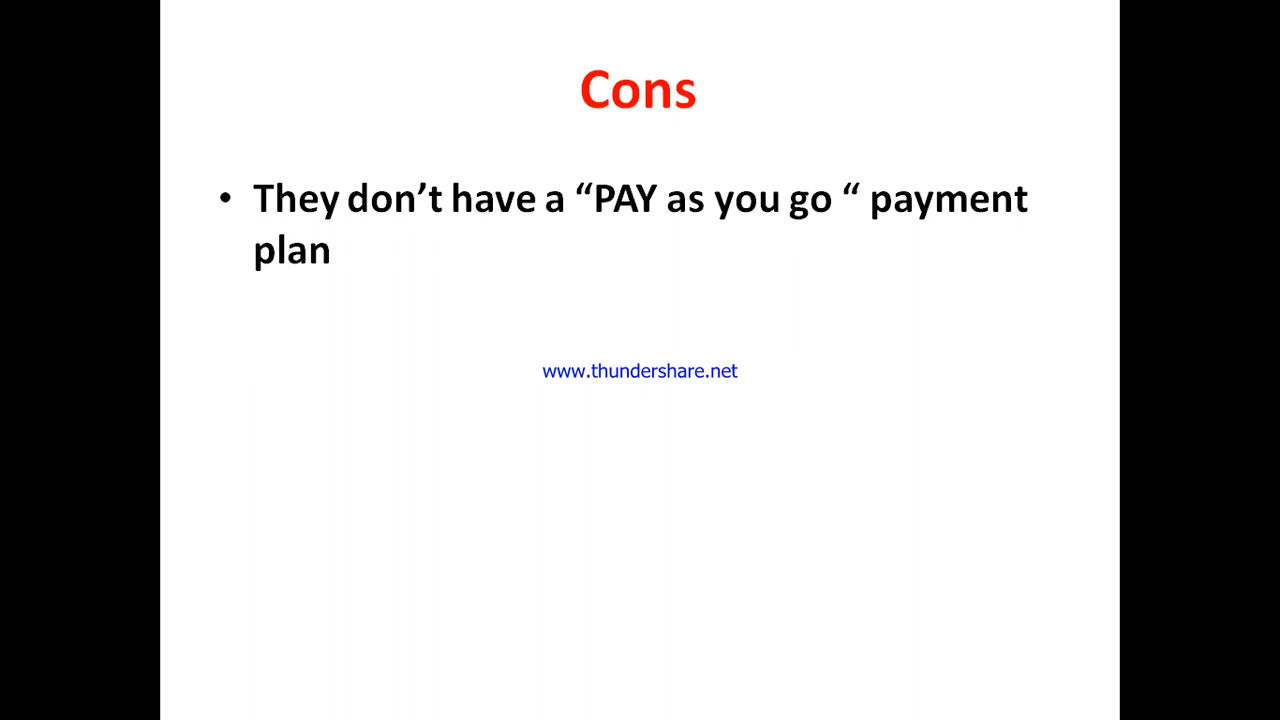 Cons
• They don’t have a “PAY as you go “ payment
plan
www.thundershare.net